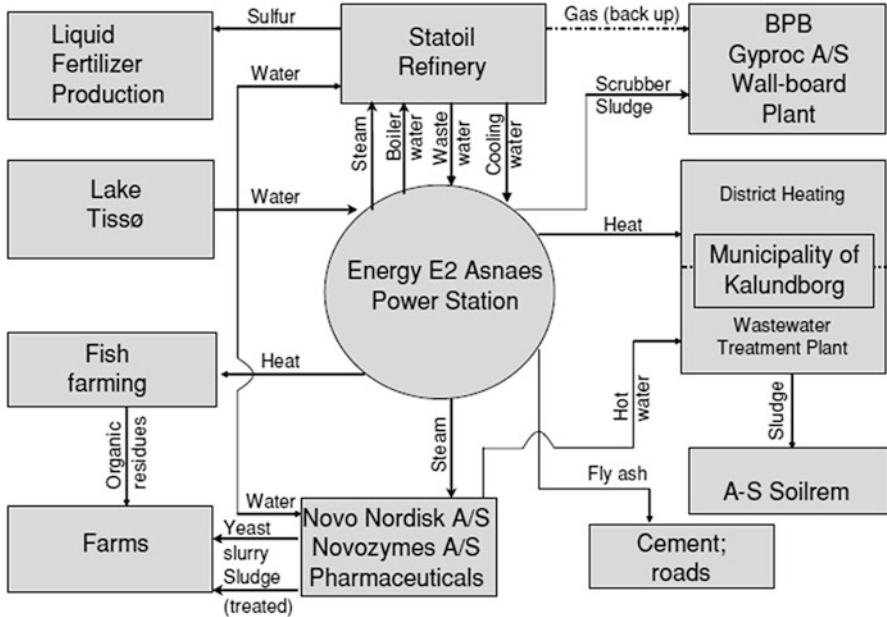 Liquid
Fertilizer
Production
Sulfur
Statoil
Refinery
Gas (back up)
BPB
Gyproc A/S
Wall-board
Plant
Water
Scrubber
Sludge
Steam
Boiler
water
Waste
water
Cooling
water
Lake
Tissø
Water
Energy E2 Asnaes
Power Station
Heat
District Heating
Municipality of
Kalundborg
Wastewater
Treatment Plant
Fish
farming
Heat
Hot
water
Organic
residues
Steam
Sludge
A-S Soilrem
Fly ash
Farms
Water
Yeast
slurry
Sludge
(treated)
Novo Nordisk A/S
Novozymes A/S
Pharmaceuticals
Cement;
roads